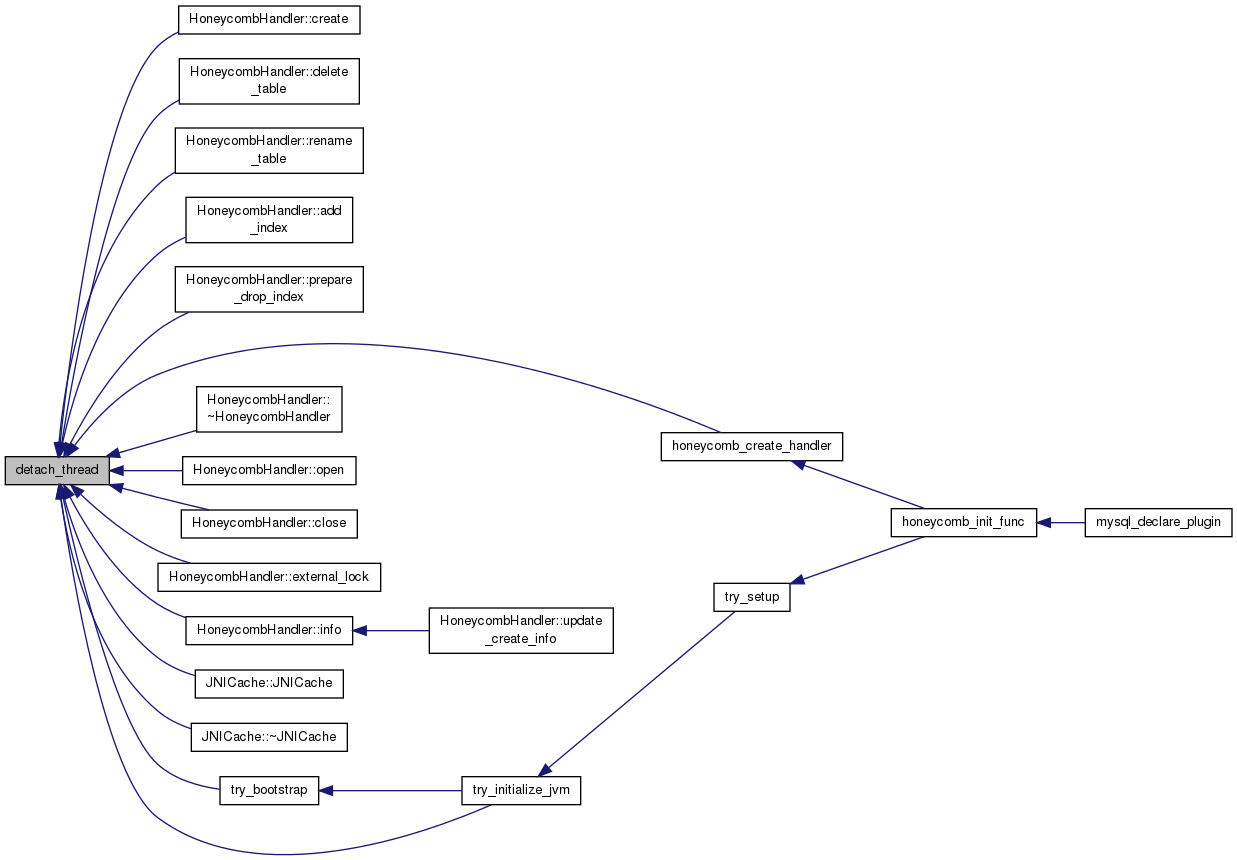 HoneycombHandler::create
HoneycombHandler::delete
_table
HoneycombHandler::rename
_table
HoneycombHandler::add
_index
HoneycombHandler::prepare
_drop_index
HoneycombHandler::
~HoneycombHandler
honeycomb_create_handler
detach_thread
HoneycombHandler::open
HoneycombHandler::close
honeycomb_init_func
mysql_declare_plugin
HoneycombHandler::external_lock
try_setup
HoneycombHandler::info
HoneycombHandler::update
_create_info
JNICache::JNICache
JNICache::~JNICache
try_bootstrap
try_initialize_jvm